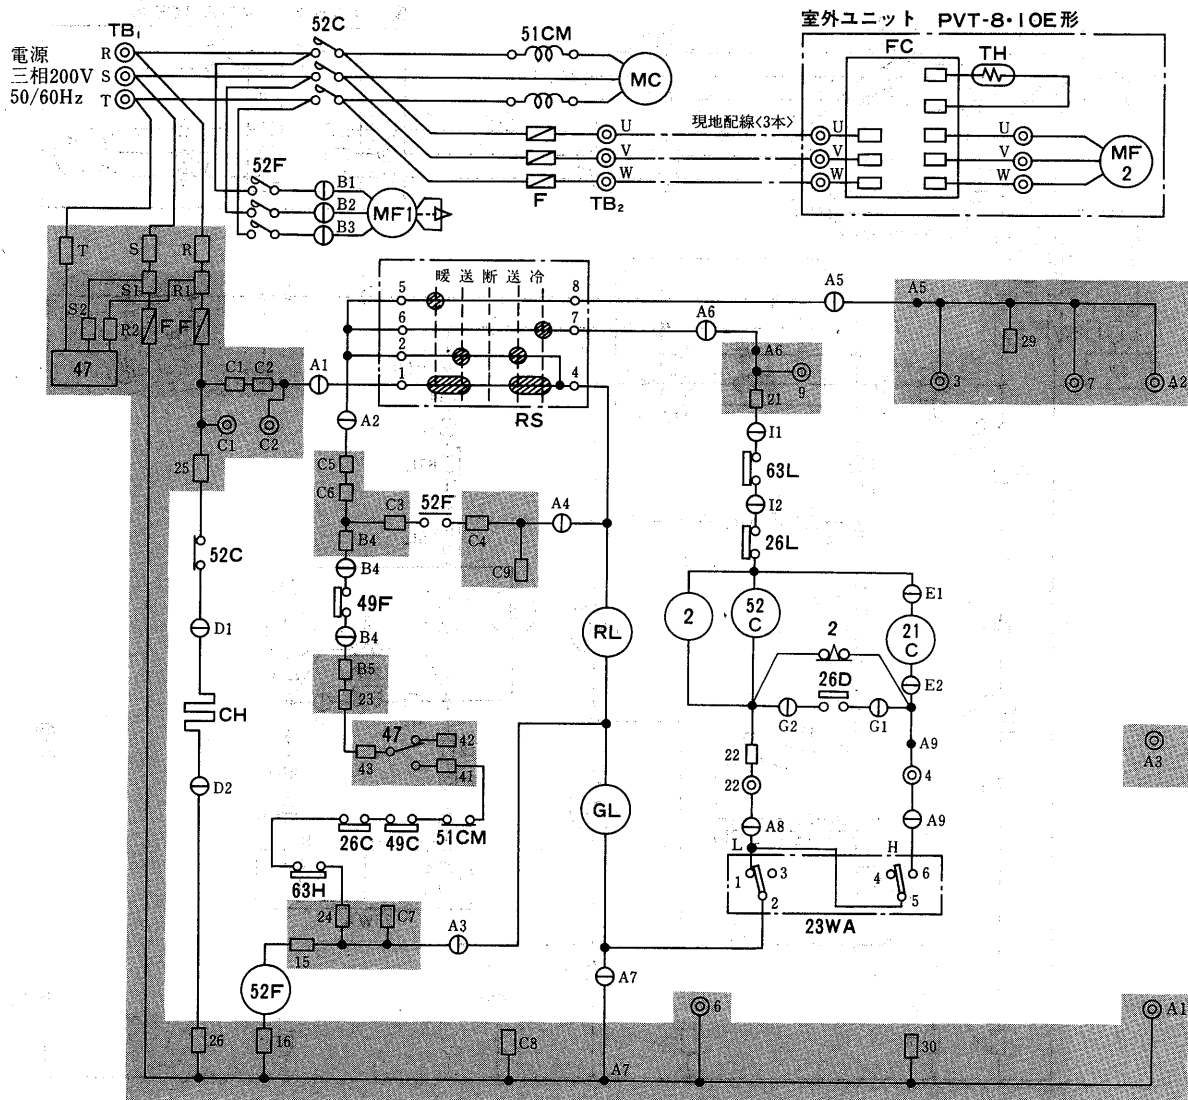 室外ユニット PVT-8・10E形
TB1
52C
51CM
FC
TH
電源
三相200V
50/60Hz
R
S
T
MC
現地配線<3本>
U
V
W
U
V
W
U
V
W
F
TB2
MF
2
52F
B1
B2
B3
MF1
T
S
R
S1
R1
S2
R2
F
F
47
暖 送 断 送 冷
5
8
6
7
2
1
4
RS
A5
A5
A6
A6
9
21
29
3
7
A2
C1
C2
A1
C1
C2
25
A2
C5
C6
C3
52F
C4
A4
C9
B4
B4
49F
B4
B5
23
I1
63L
I2
26L
52C
D1
CH
D2
RL
2
52
C
E1
21
C
E2
2
26D
G2
G1
47
42
43
41
22
22
A9
4
A3
GL
26C
49C
51CM
A8
A9
63H
L
H
1
3
2
4
6
5
23WA
24
C7
A3
15
52F
A7
26
16
C8
A7
6
30
A1